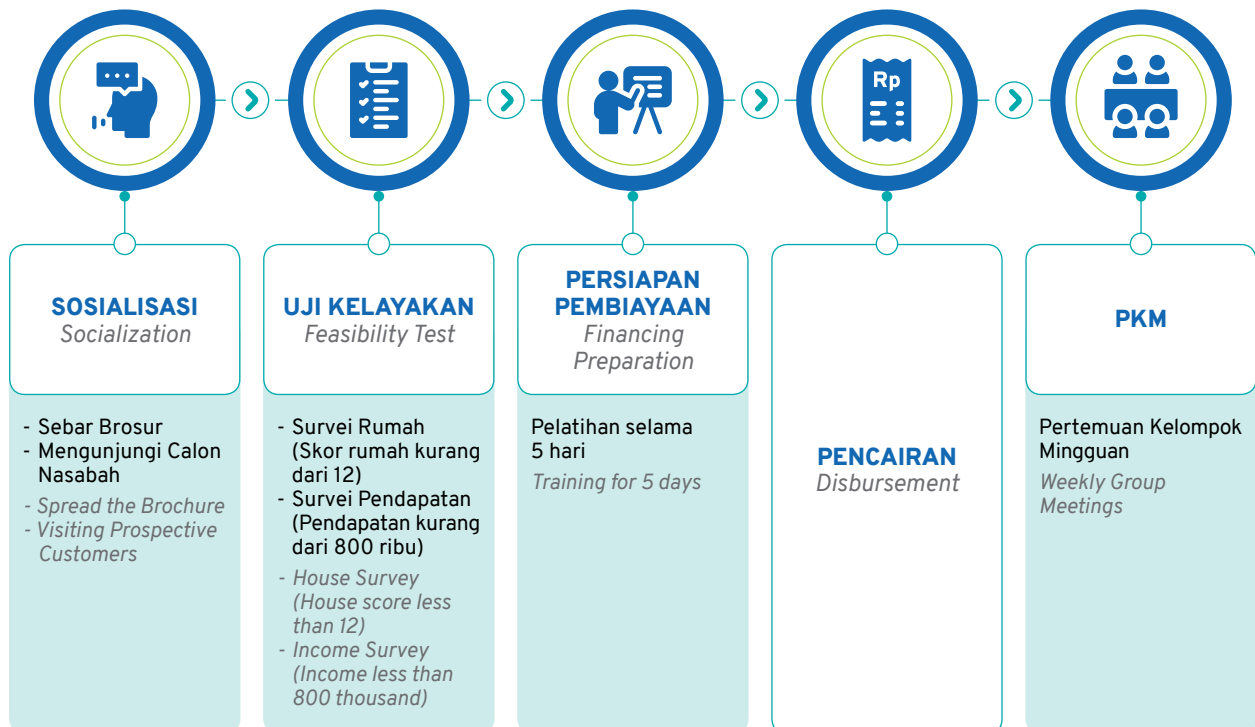 Rp
SOSIALISASI
Socialization
- Sebar Brosur
- Mengunjungi Calon
Nasabah
- Spread the Brochure
- Visiting Prospective
Customers
UJI KELAYAKAN
Feasibility Test
- Survei Rumah
(Skor rumah kurang
dari 12)
- Survei Pendapatan
(Pendapatan kurang
dari 800 ribu)
- House Survey
(House score less
than 12)
- Income Survey
(Income less than
800 thousand)
PERSIAPAN
PEMBIAYAAN
Financing
Preparation
Pelatihan selama
5 hari
Training for 5 days
PENCAIRAN
Disbursement
PKM
Pertemuan Kelompok
Mingguan
Weekly Group
Meetings